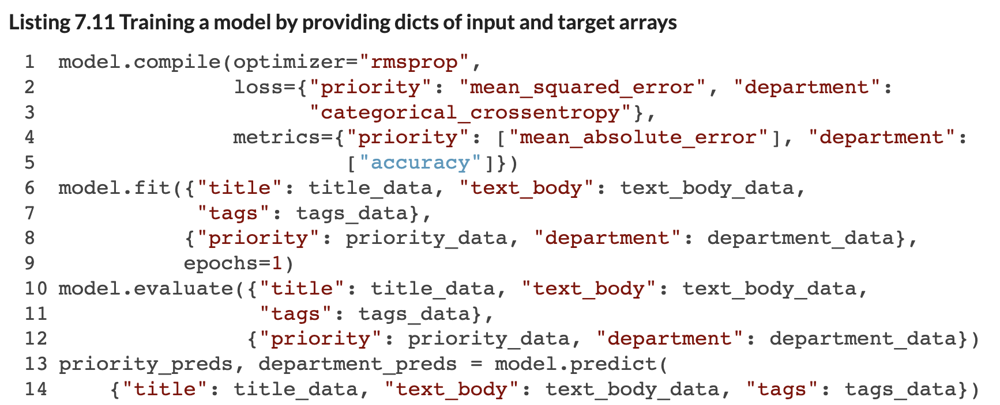 Listing 7.11 Training a model by providing dicts of input and target arrays
1 model.compile(optimizer="rmsprop",
2               loss={"priority": "mean_squared_error", "department":
3                     "categorical_crossentropy"},
4               metrics={"priority": ["mean_absolute_error"], "department":
5                        ["accuracy"]})
6 model.fit({"title": title_data, "text_body": text_body_data,
7            "tags": tags_data},
8           {"priority": priority_data, "department": department_data},
9           epochs=1)
10 model.evaluate({"title": title_data, "text_body": text_body_data,
11                 "tags": tags_data},
12                {"priority": priority_data, "department": department_data})
13 priority_preds, department_preds = model.predict(
14     {"title": title_data, "text_body": text_body_data, "tags": tags_data})